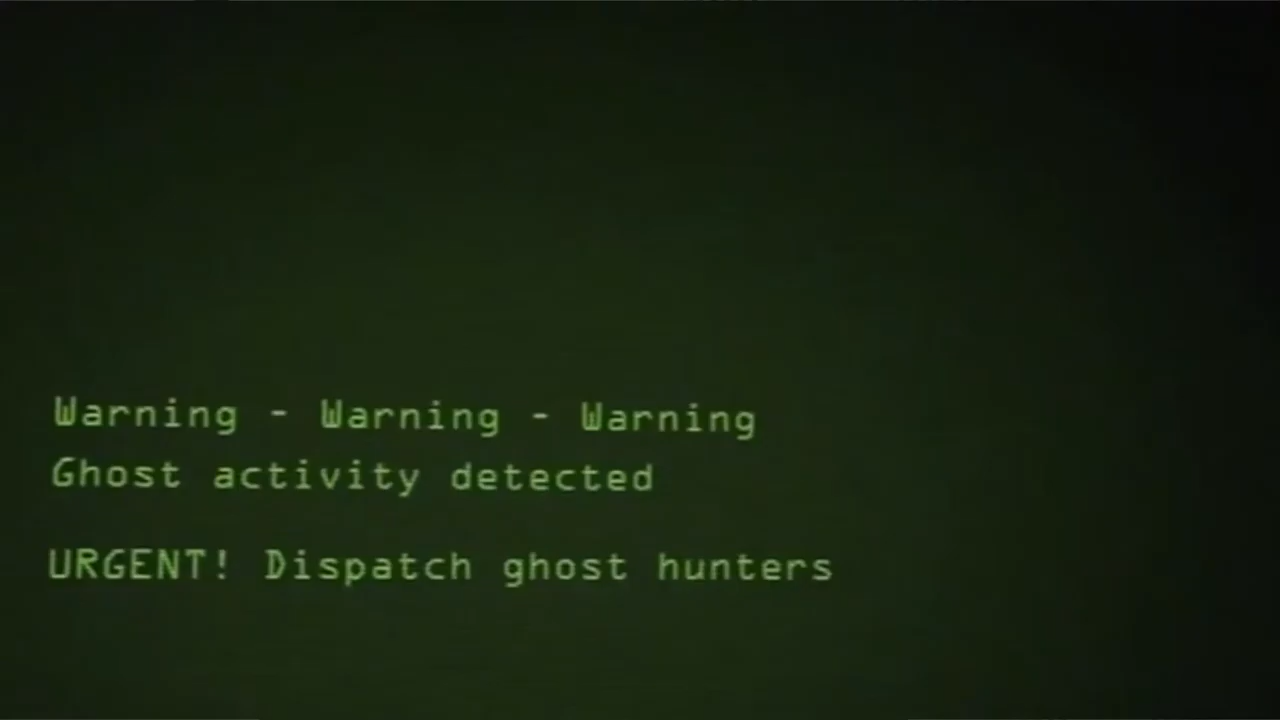 Warning - Warning - Warning
Ghost activity detected
URGENT! Dispatch ghost hunters